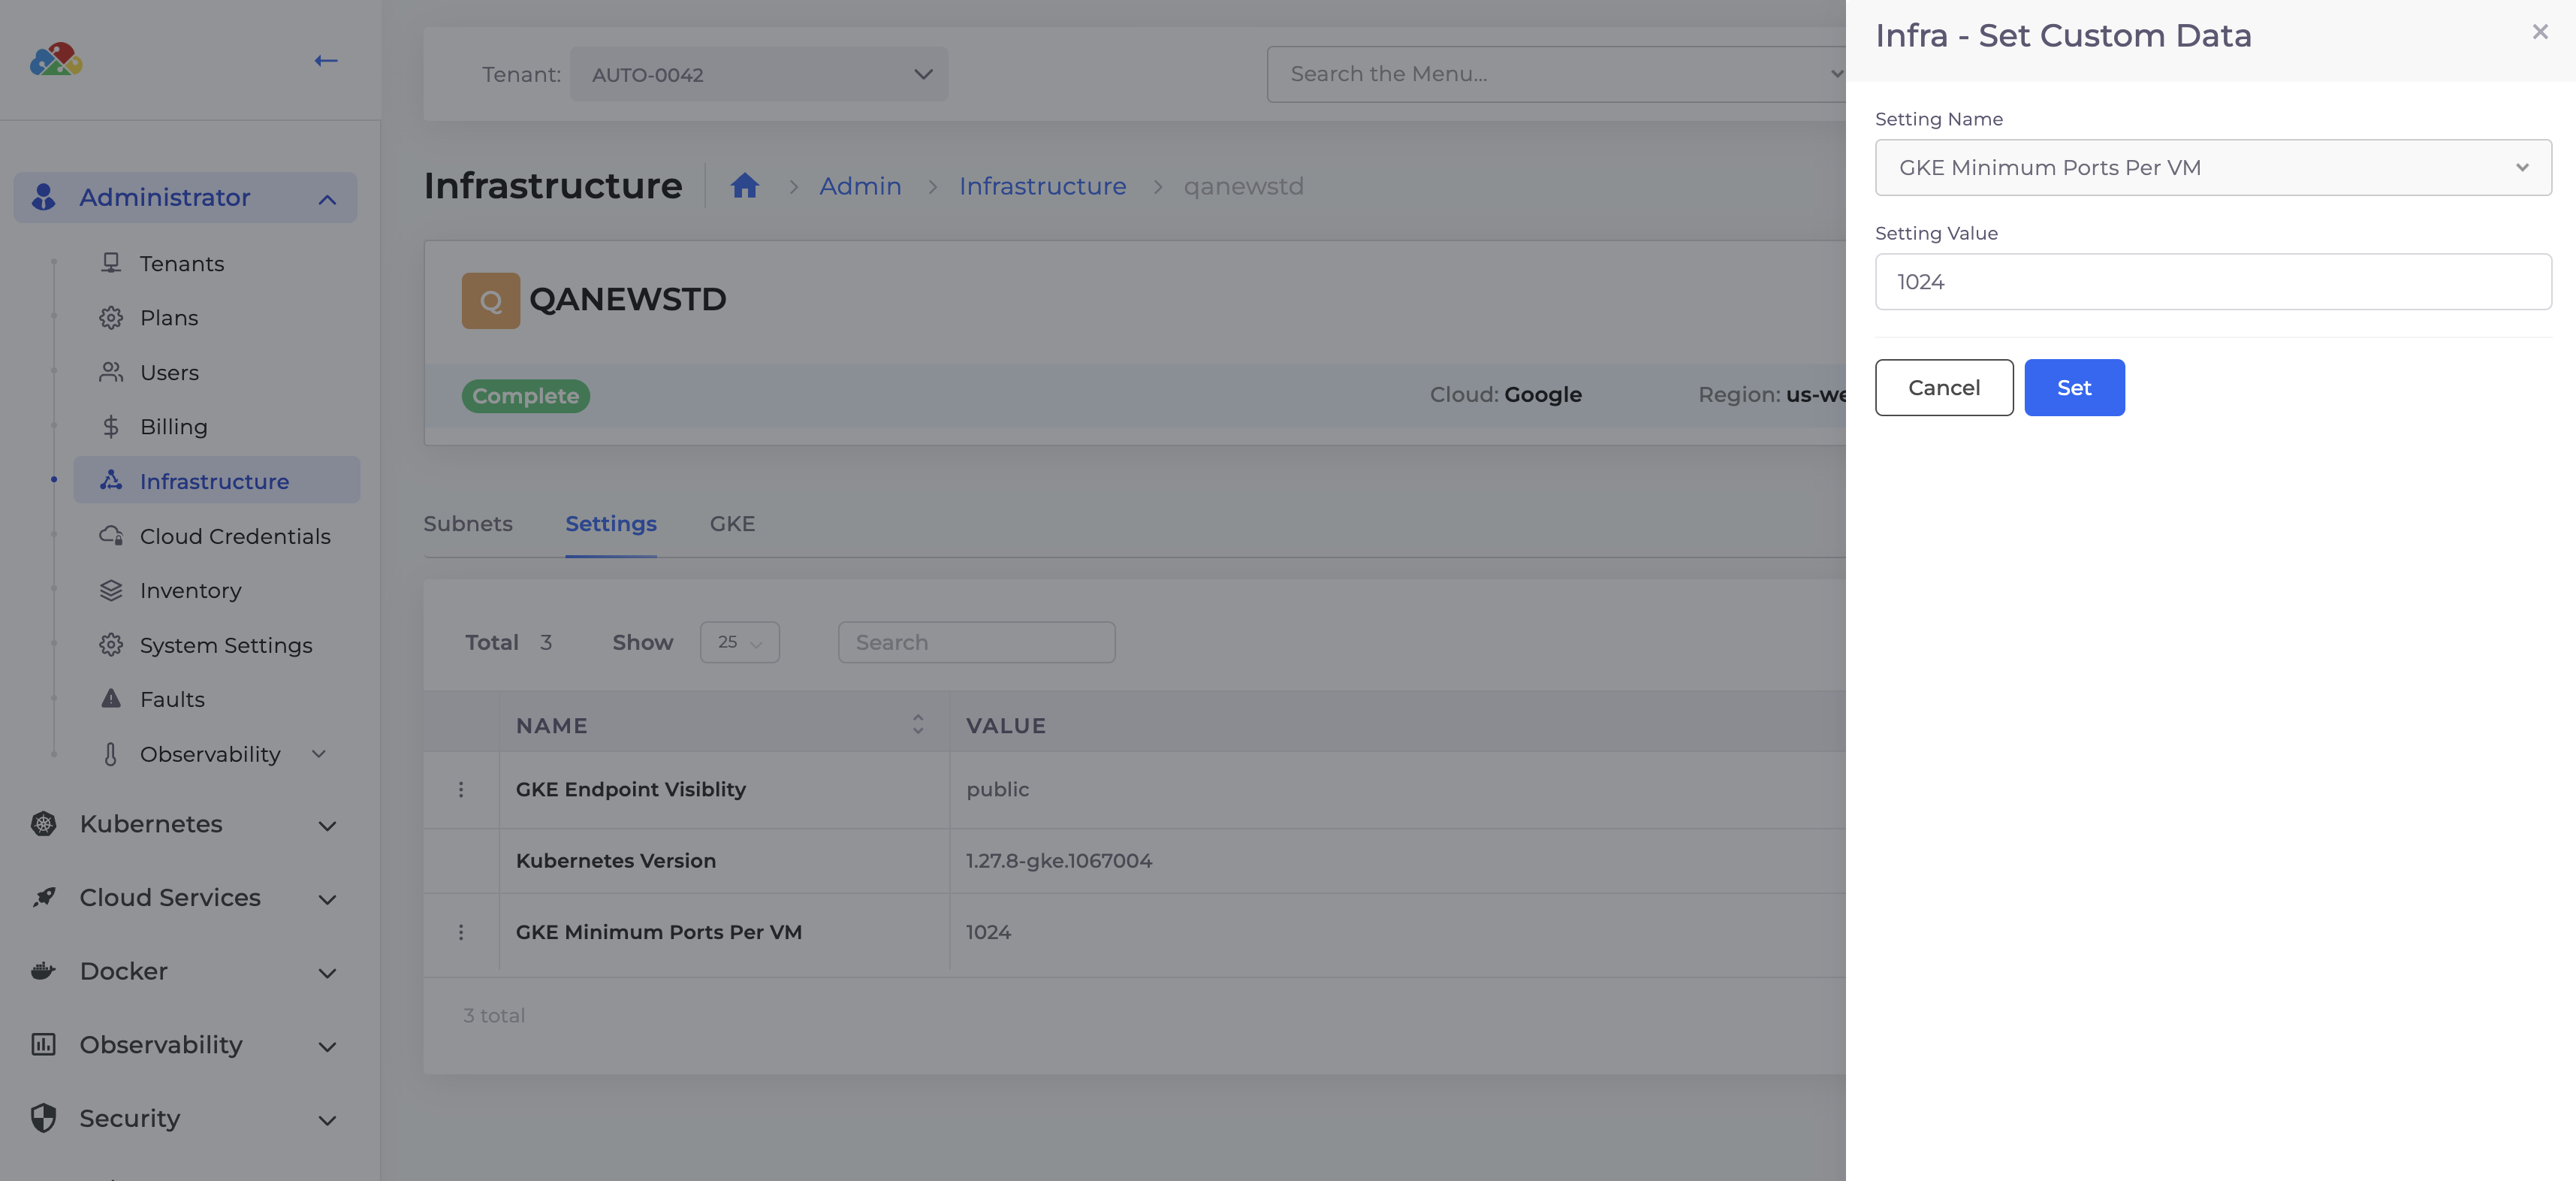 Tenant: AUTO-0042
Search the Menu...
Administrator
Tenants
Plans
Users
Billing
Infrastructure
Cloud Credentials
Inventory
System Settings
Faults
Observability
Kubernetes
Cloud Services
Docker
Observability
Security
Infrastructure Admin Infrastructure qanewstd
Q QANEWSTD
Complete Cloud: Google Region: us-we
Subnets Settings GKE
Total 3 Show 25 Search
NAME VALUE
GKE Endpoint Visiblity public
Kubernetes Version 1.27.8-gke.1067004
GKE Minimum Ports Per VM 1024
3 total
Infra - Set Custom Data
Setting Name
GKE Minimum Ports Per VM
Setting Value
1024
Cancel Set